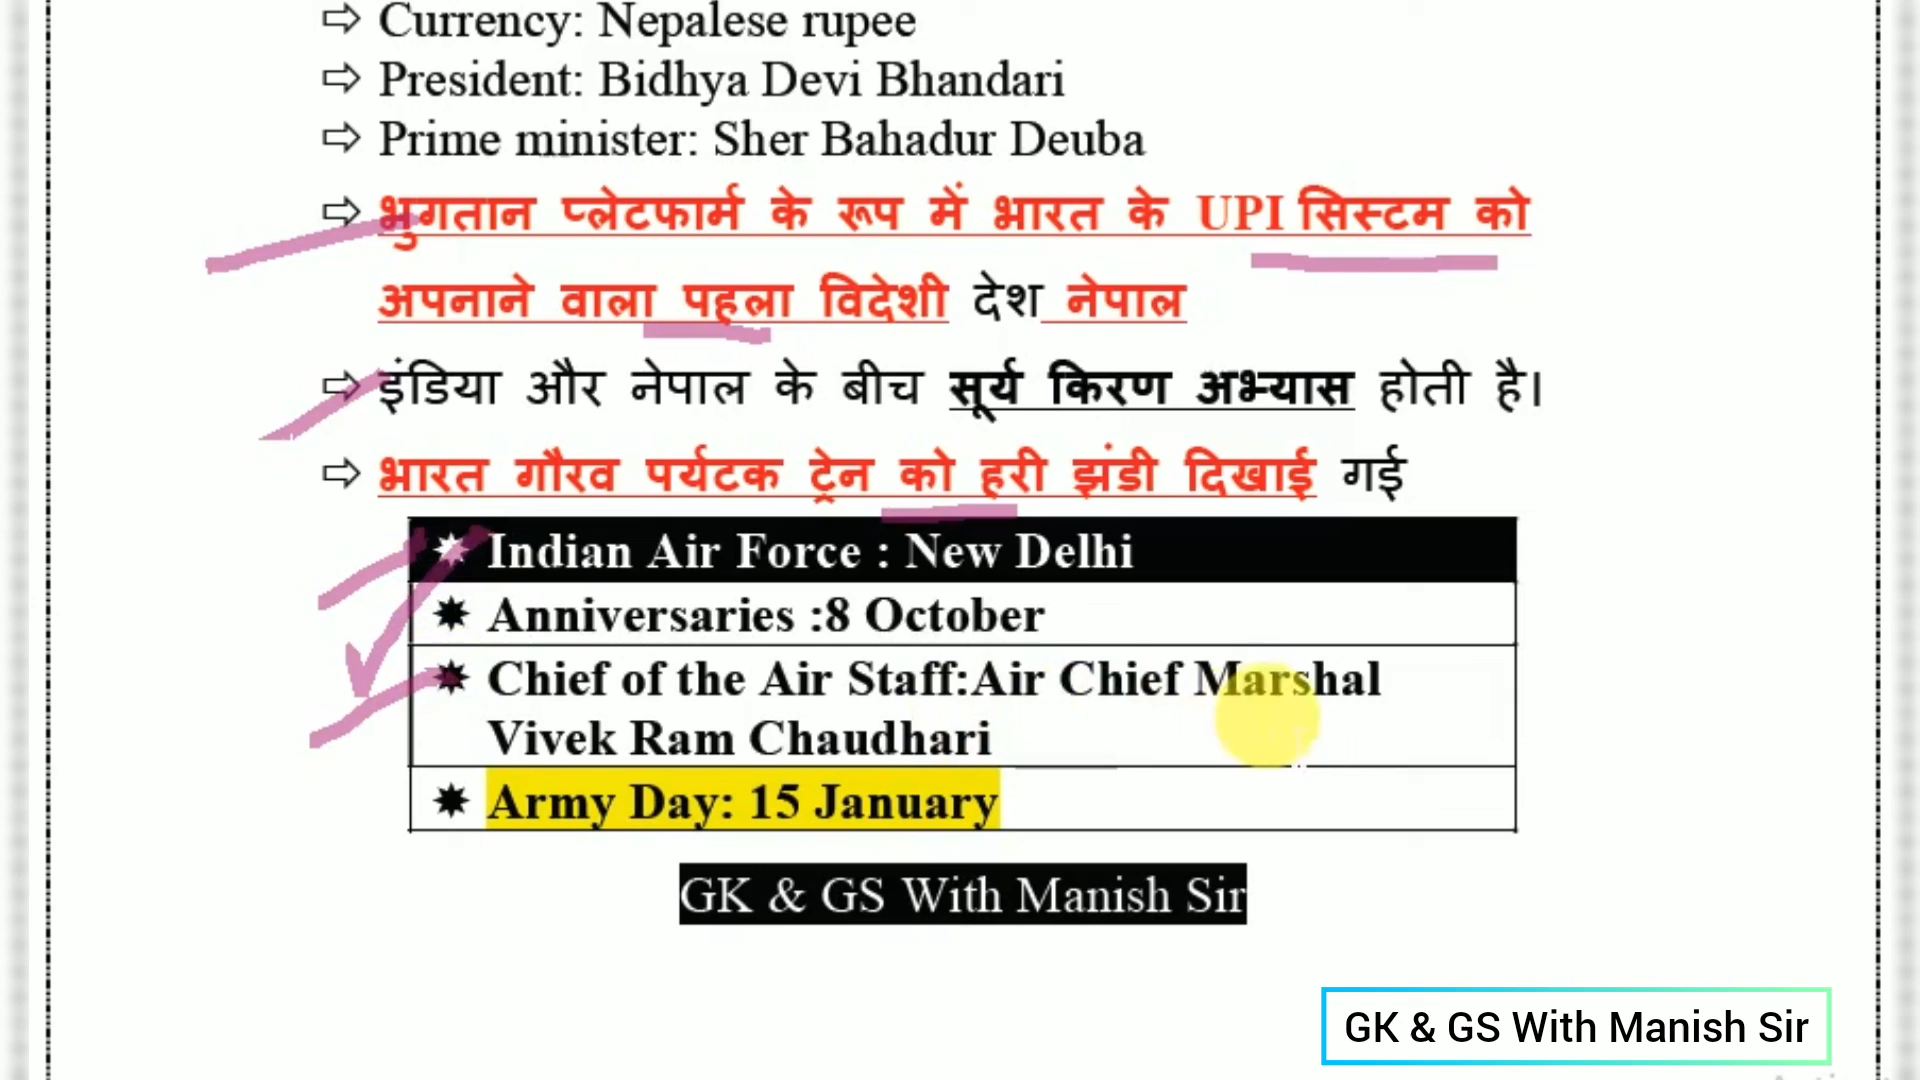 ⇨ Currency: Nepalese rupee
⇨ President: Bidhya Devi Bhandari
⇨ Prime minister: Sher Bahadur Deuba
⇨ भुगतान प्लेटफार्म के रूप में भारत के UPI सिस्टम को
अपनाने वाला पहला विदेशी देश नेपाल
⇨ इंडिया और नेपाल के बीच सूर्य किरण अभ्यास होती है।
⇨ भारत गौरव पर्यटक ट्रेन को हरी झंडी दिखाई गई
✷ Indian Air Force : New Delhi
✷ Anniversaries :8 October
✷ Chief of the Air Staff:Air Chief Marshal
Vivek Ram Chaudhari
✷ Army Day: 15 January
GK & GS With Manish Sir
GK & GS With Manish Sir